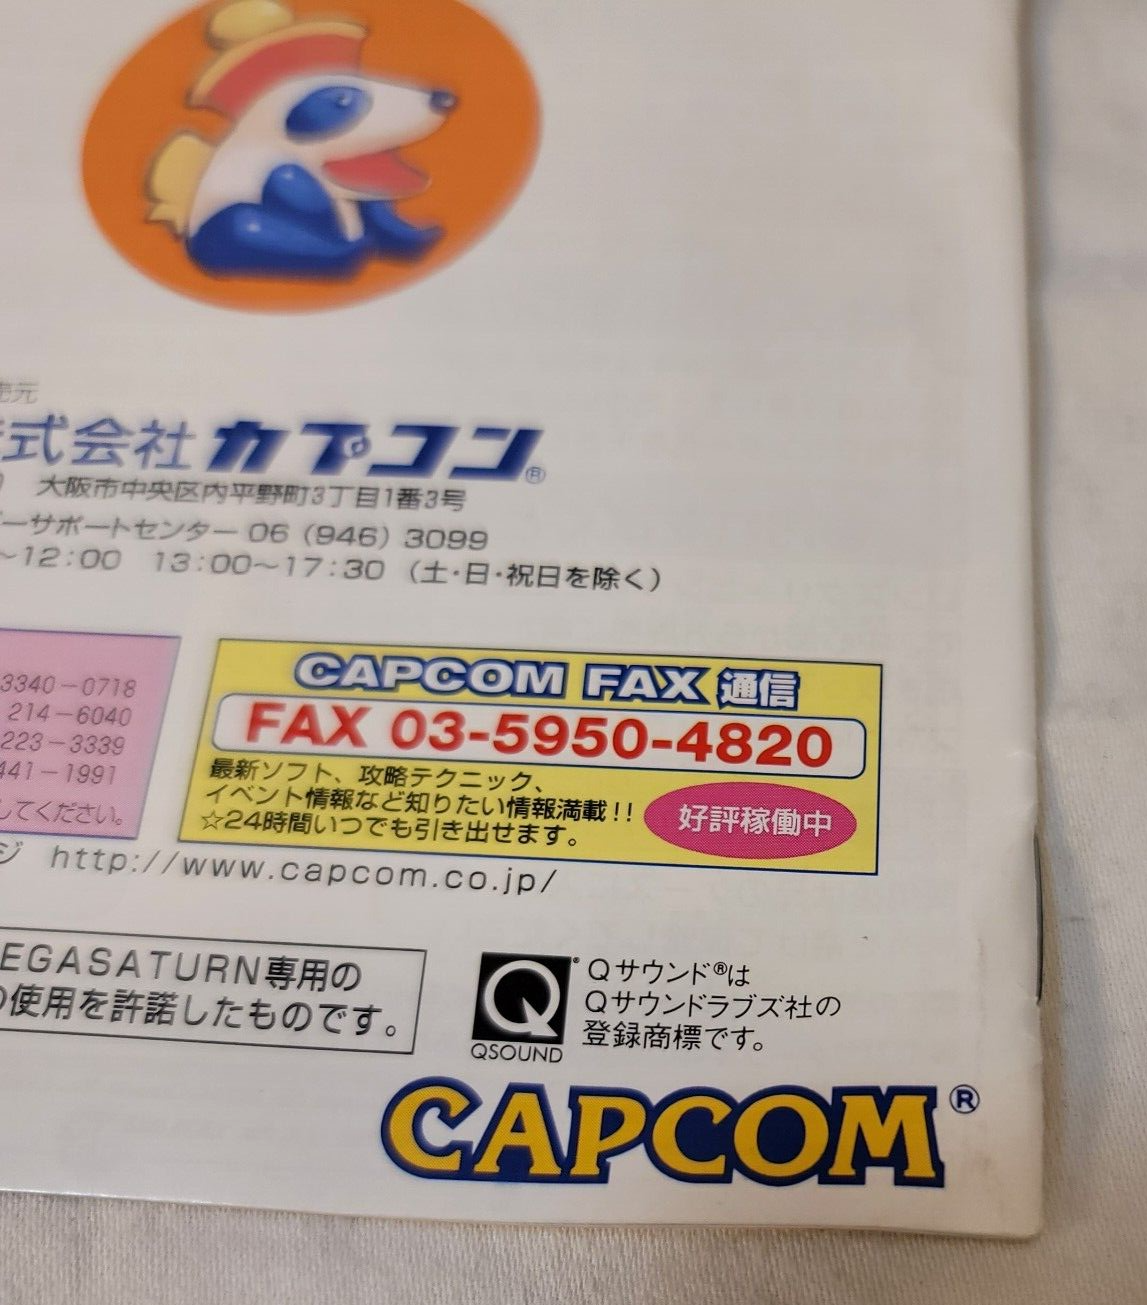 売元
式会社 カプコン®
大阪市中央区内平野町3丁目1番3号
ーサポートセンター 06（946）3099
～12:00 13:00～17:30 （土・日・祝日を除く）
3340－0718
214－6040
223－3339
441－1991
してください。
CAPCOM FAX 通信
FAX 03-5950-4820
最新ソフト、攻略テクニック、
イベント情報など知りたい情報満載!!
☆24時間いつでも引き出せます。
好評稼働中
ジ http://www.capcom.co.jp/
EGASATURN専用の
の使用を許諾したものです。
Q
QSOUND
Qサウンド®は
Qサウンドラブズ社の
登録商標です。
CAPCOM®